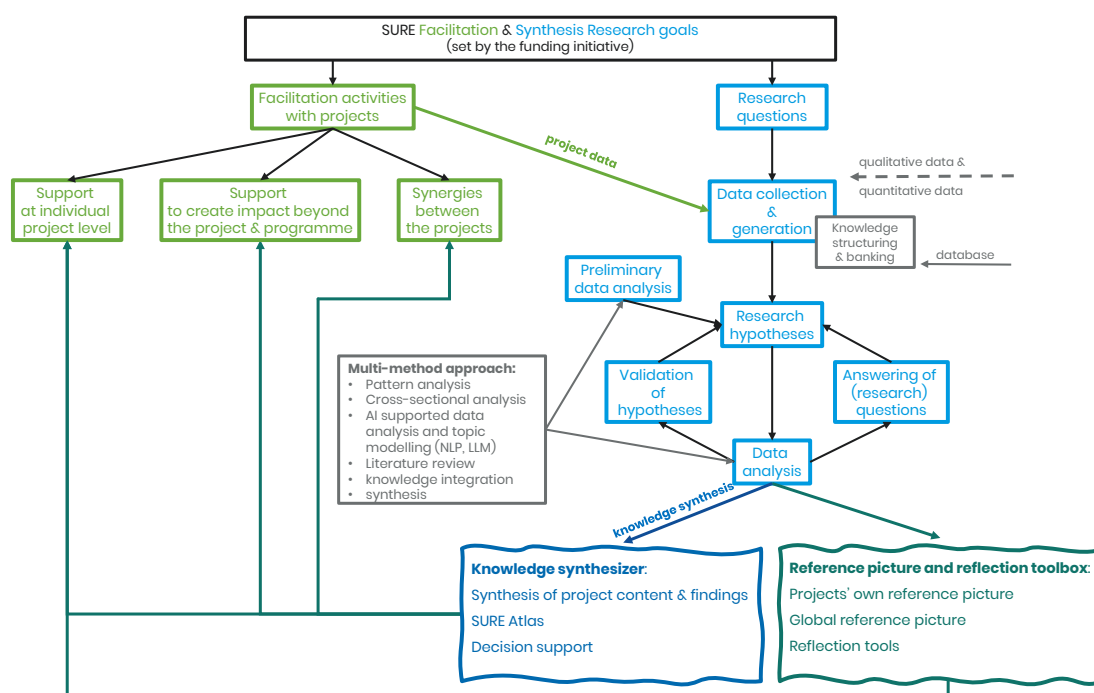 SURE Facilitation & Synthesis Research goals
(set by the funding initiative)
Facilitation activities
with projects
Research
questions
project data
qualitative data &
quantitative data
Support
at individual
project level
Support
to create impact beyond
the project & programme
Synergies
between
the projects
Data collection
&
generation
Knowledge
structuring
& banking
database
Preliminary
data analysis
Research
hypotheses
Multi-method approach:
• Pattern analysis
• Cross-sectional analysis
• AI supported data
analysis and topic
modelling (NLP, LLM)
• Literature review
• knowledge integration
• synthesis
Validation
of
hypotheses
Answering of
(research)
questions
Data
analysis
knowledge synthesis
Knowledge synthesizer:
Synthesis of project content & findings
SURE Atlas
Decision support
Reference picture and reflection toolbox:
Projects' own reference picture
Global reference picture
Reflection tools